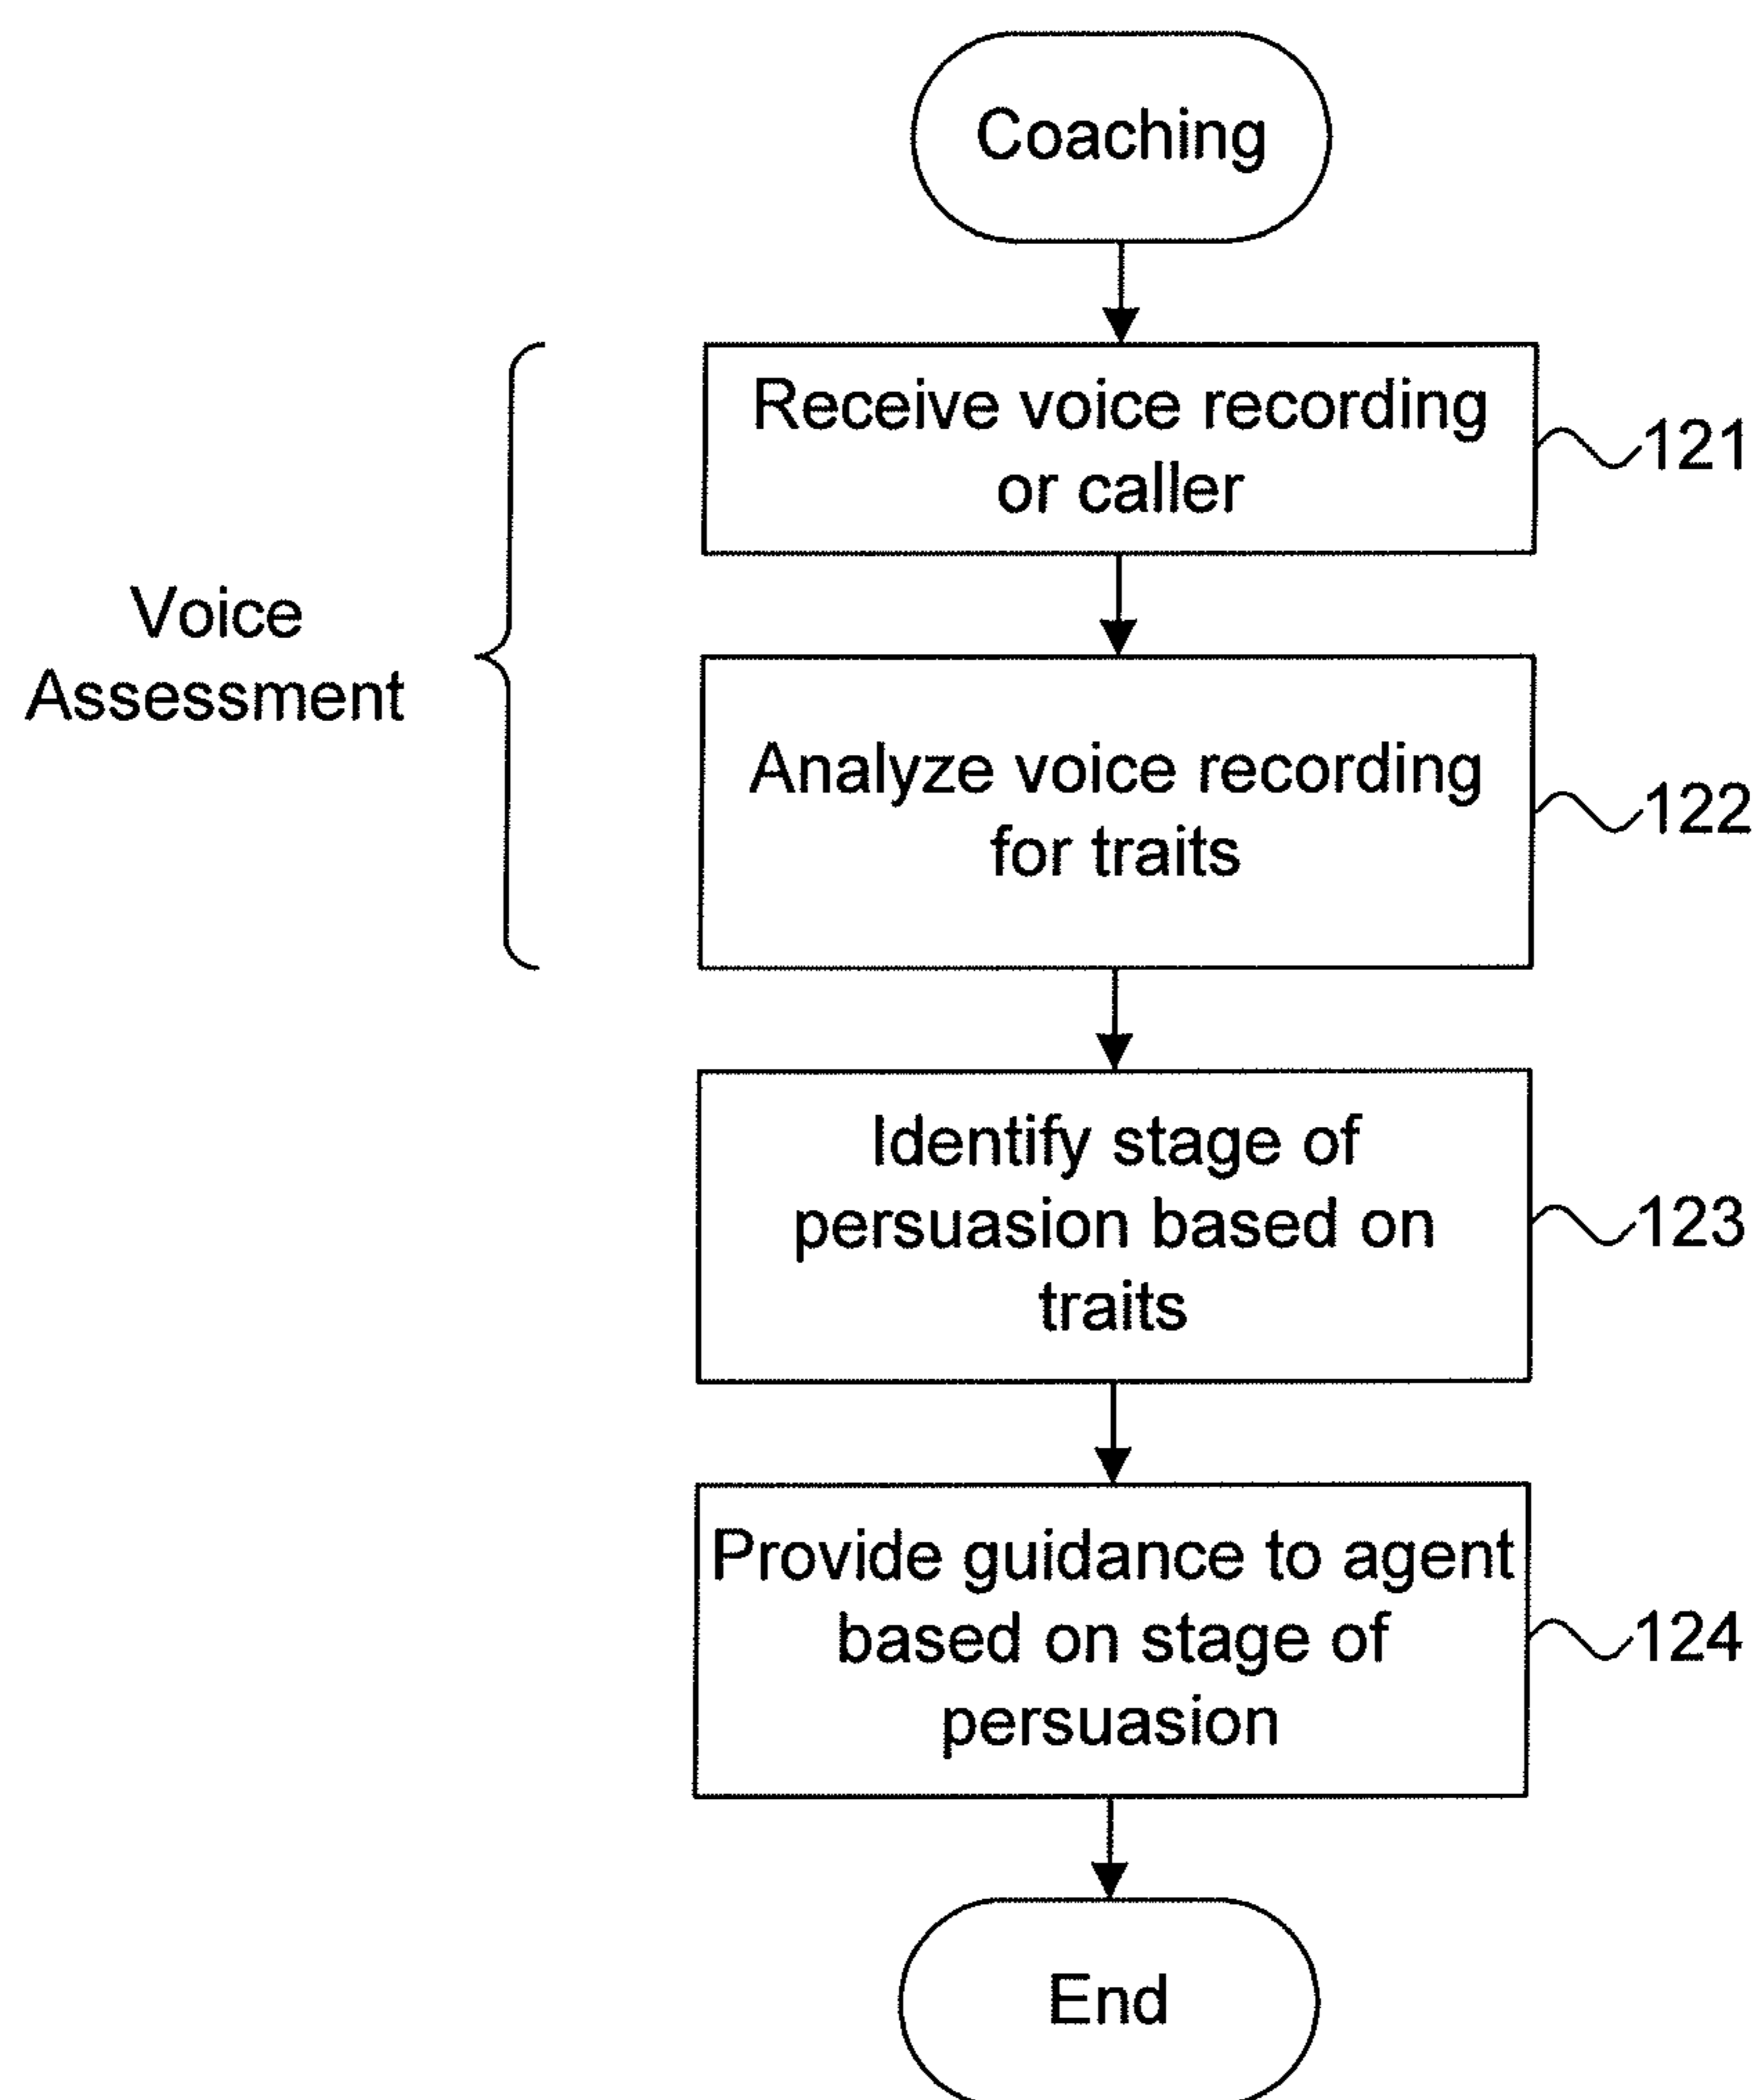 Coaching
Receive voice recording
or caller
121
Voice
Assessment
Analyze voice recording
for traits
122
Identify stage of
persuasion based on
traits
123
Provide guidance to agent
based on stage of
persuasion
124
End